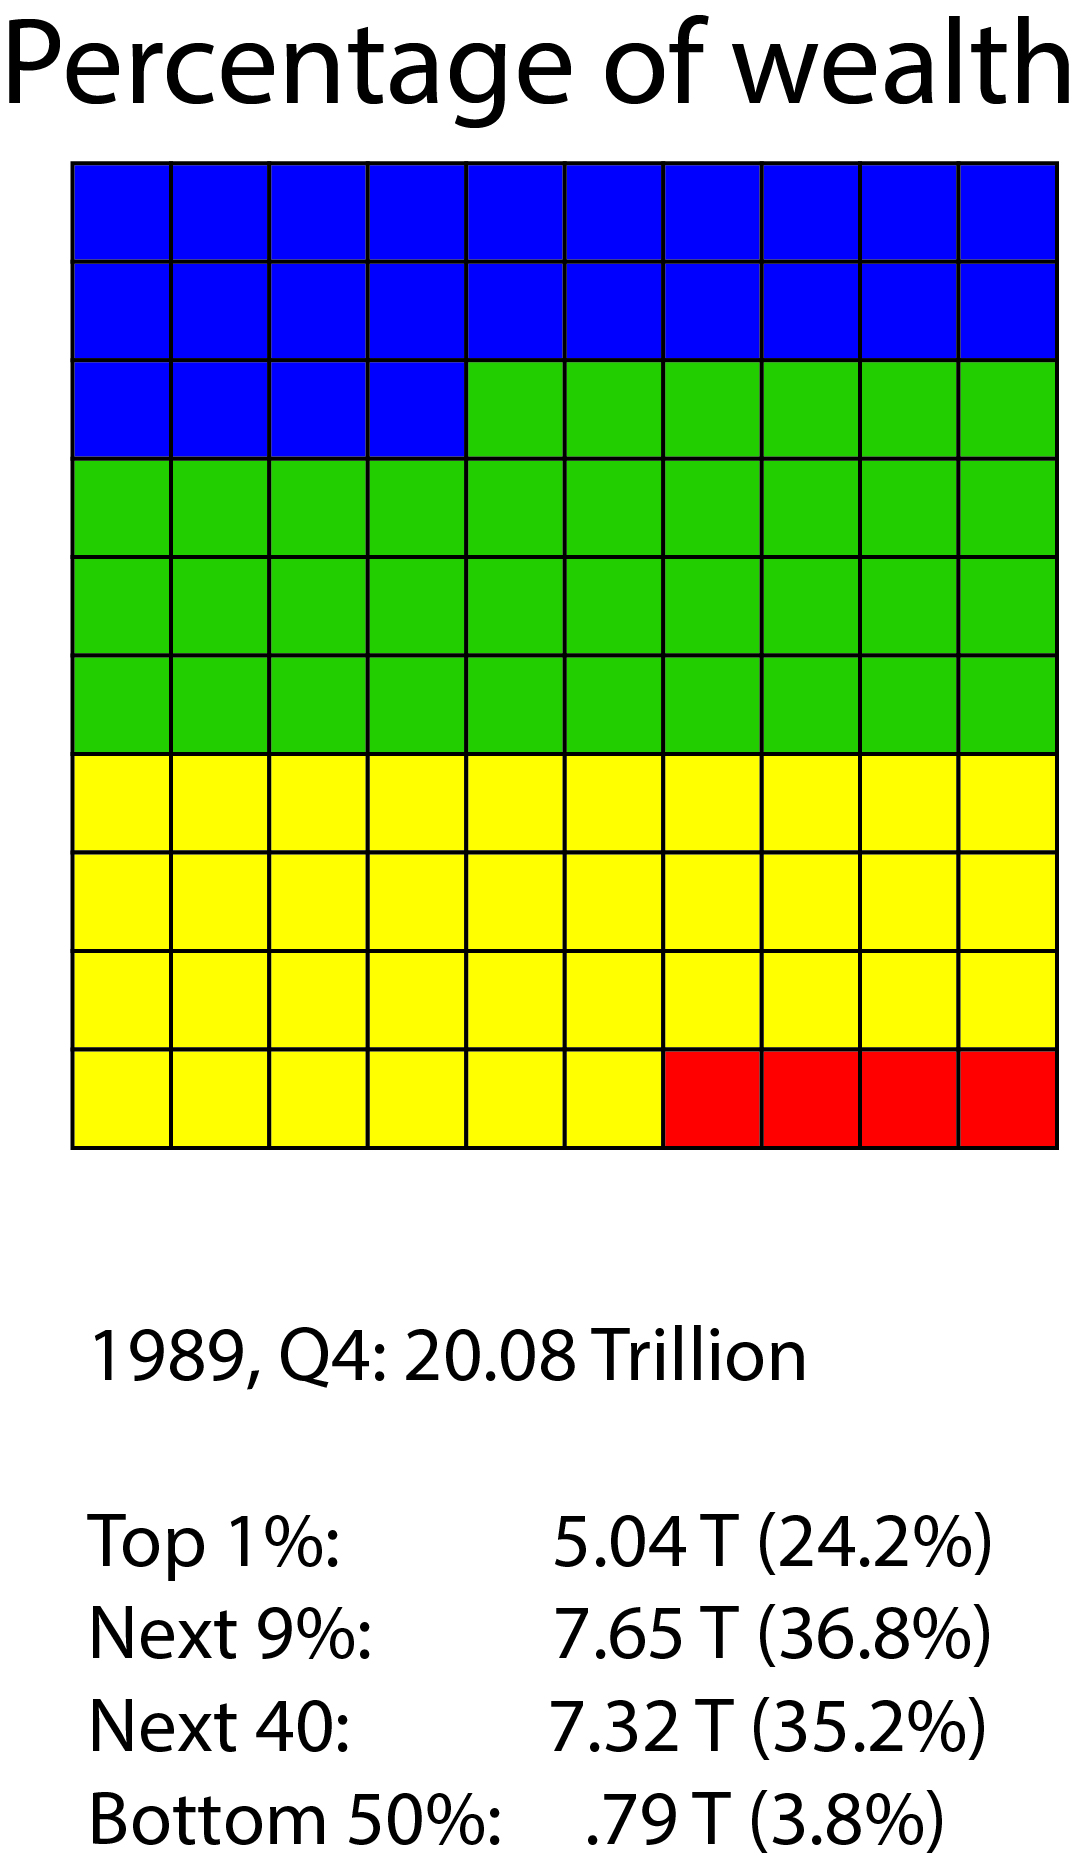 Percentage of wealth
1989, Q4: 20.08 Trillion
Top 1%: 5.04 T (24.2%)
Next 9%: 7.65 T (36.8%)
Next 40: 7.32 T (35.2%)
Bottom 50%: .79 T (3.8%)